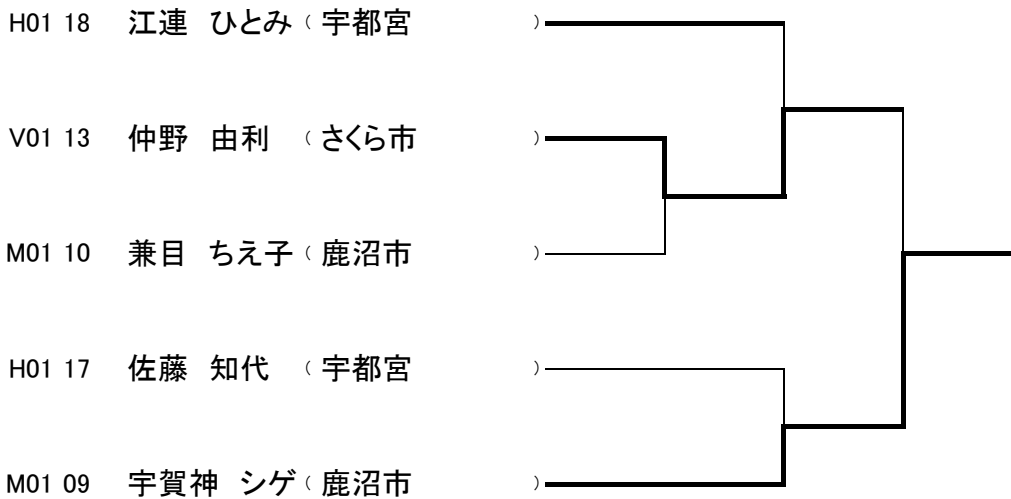 H01 18 江連 ひとみ（宇都宮 ）
V01 13 仲野 由利 （さくら市 ）
M01 10 兼目 ちえ子（鹿沼市 ）
H01 17 佐藤 知代 （宇都宮 ）
M01 09 宇賀神 シゲ（鹿沼市 ）